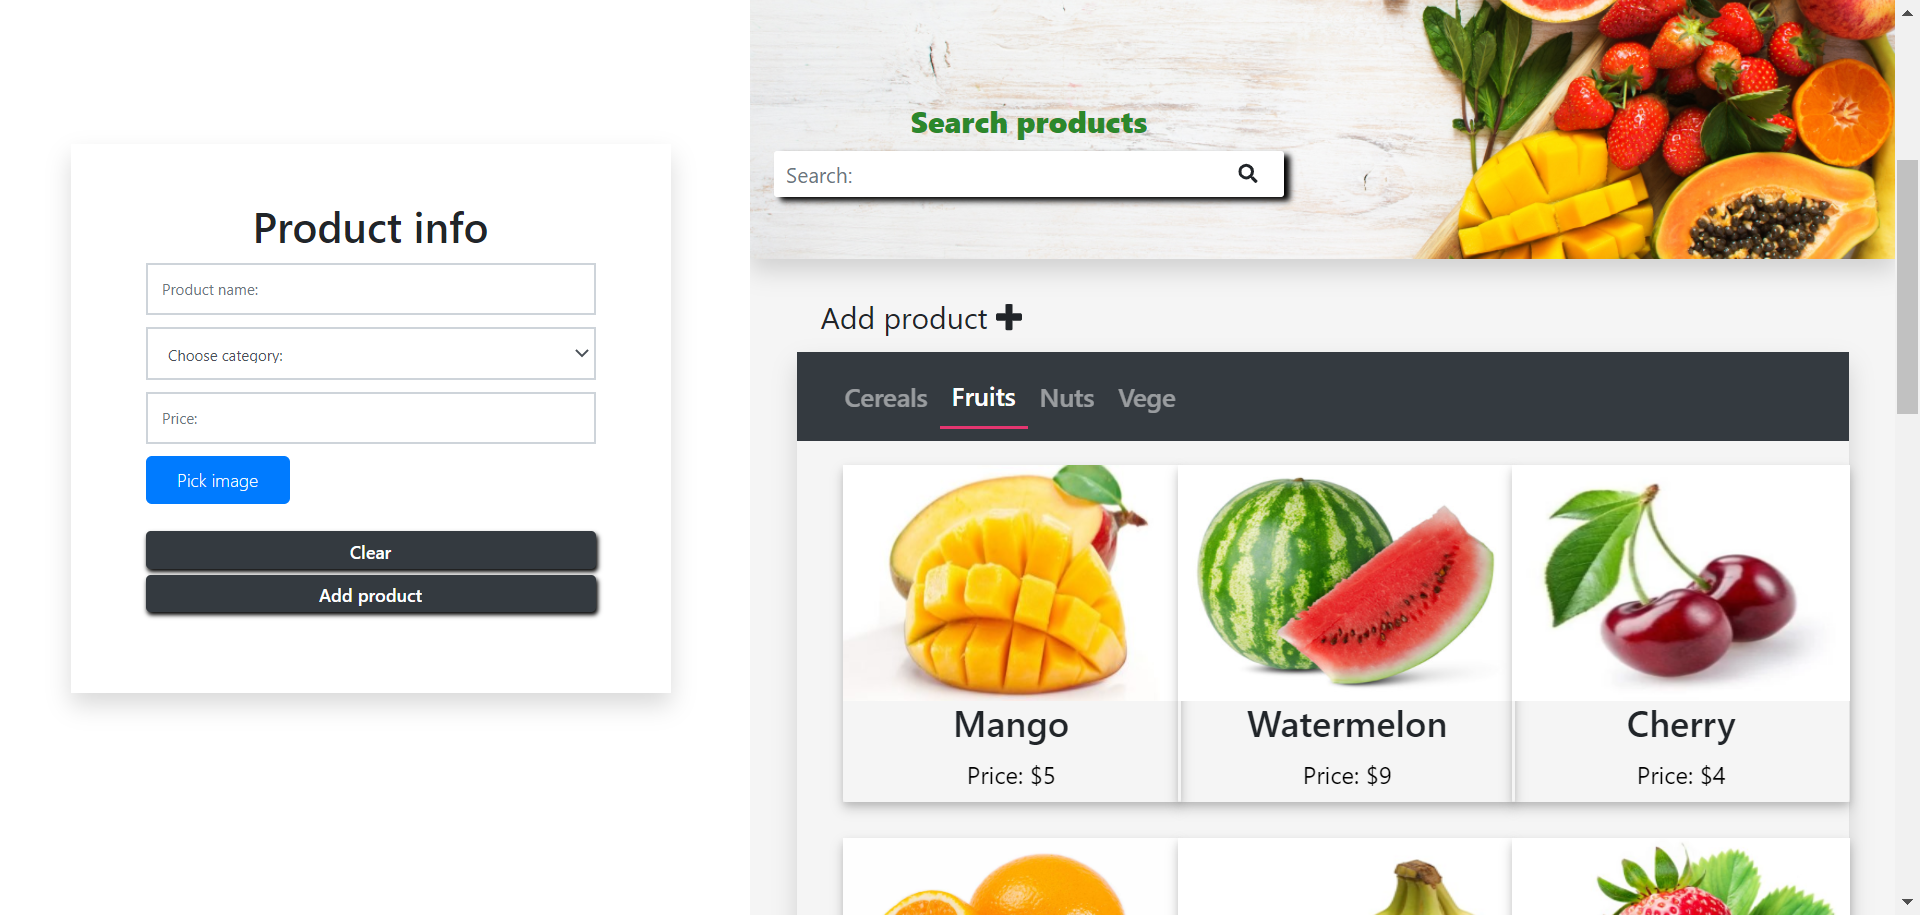 Product info
Product name:
Choose category:
Price:
Pick image
Clear
Add product
Search products
Search:
Add product
Cereals Fruits Nuts Vege
Mango Watermelon Cherry
Price: $5 Price: $9 Price: $4